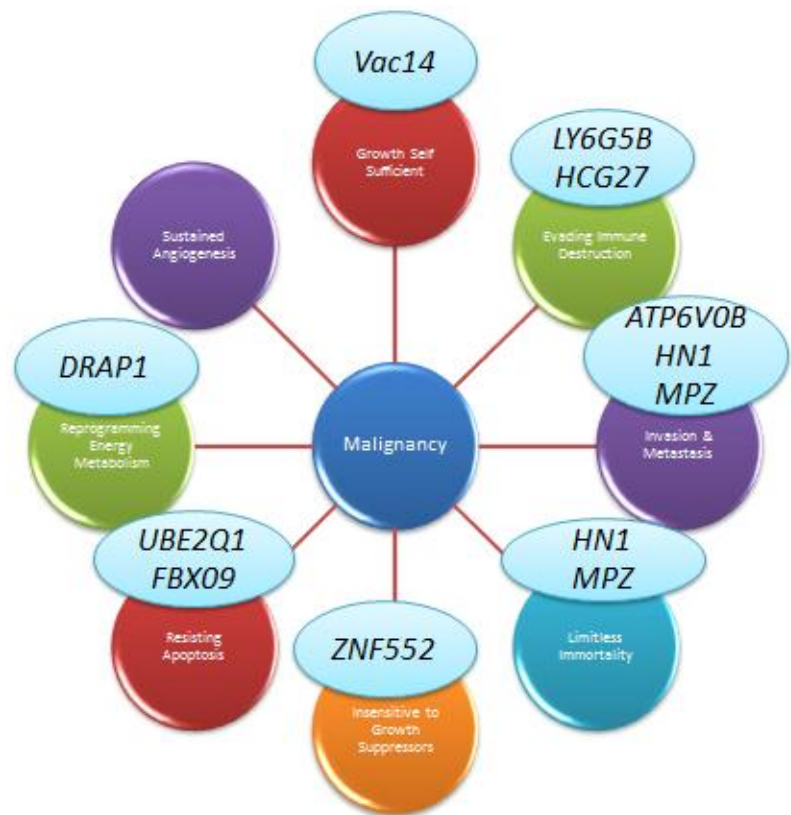 Vac14
Growth Self
Sufficient
LY6G5B
HCG27
Evading Immune
Destruction
ATP6V0B
HN1
MPZ
Invasion &
Metastasis
HN1
MPZ
Limitless
Immortality
ZNF552
Insensitive to
Growth
Suppressors
UBE2Q1
FBX09
Resisting
Apoptosis
DRAP1
Reprogramming
Energy
Metabolism
Sustained
Angiogenesis
Malignancy